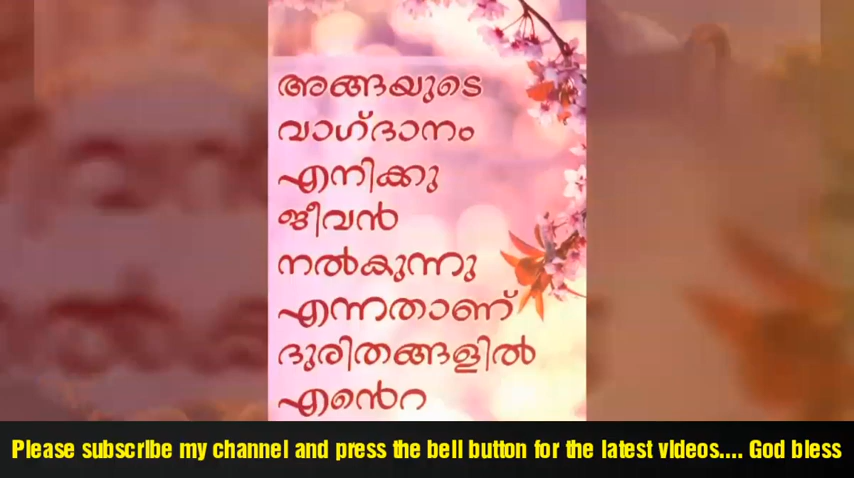 അങ്ങയുടെ
വാഗ്ദാനം
എനിക്കു
ജീവൻ
നൽകുന്നു
എന്നതാണ്
ദുരിതങ്ങളിൽ
എൻെറ
Please subscribe my channel and press the bell button for the latest videos.... God bless